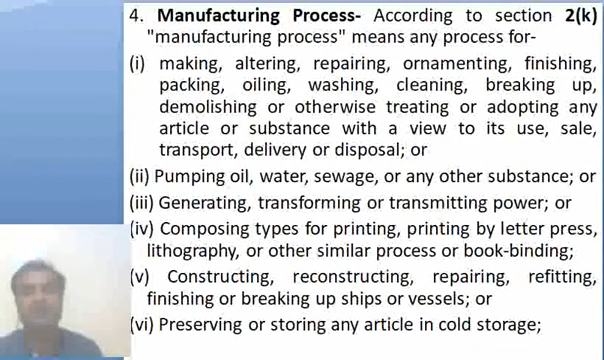 4. Manufacturing Process- According to section 2(k)
"manufacturing process" means any process for-
(i) making, altering, repairing, ornamenting, finishing,
packing, oiling, washing, cleaning, breaking up,
demolishing or otherwise treating or adopting any
article or substance with a view to its use, sale,
transport, delivery or disposal; or
(ii) Pumping oil, water, sewage, or any other substance; or
(iii) Generating, transforming or transmitting power; or
(iv) Composing types for printing, printing by letter press,
lithography, or other similar process or book-binding;
(v) Constructing, reconstructing, repairing, refitting,
finishing or breaking up ships or vessels; or
(vi) Preserving or storing any article in cold storage;